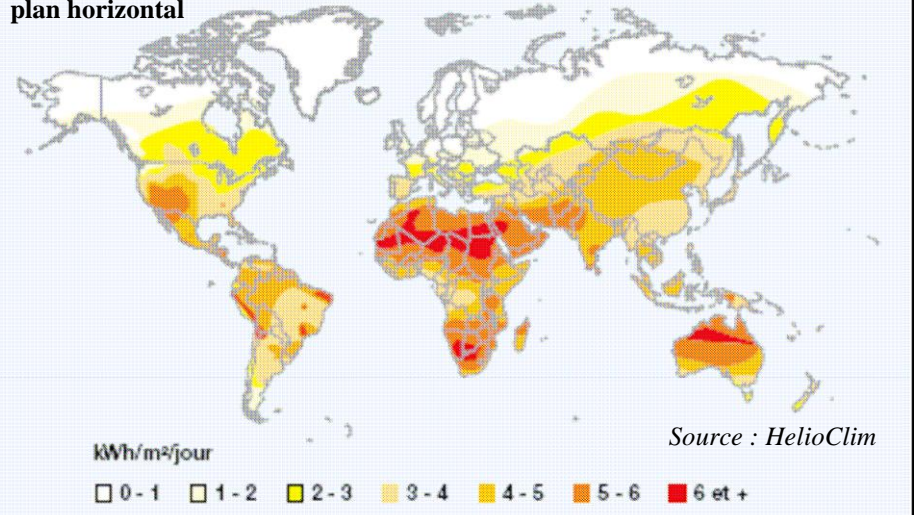 plan horizontal
Source : HelioClim
kWh/m²/jour
0 - 1 1 - 2 2 - 3 3 - 4 4 - 5 5 - 6 6 et +